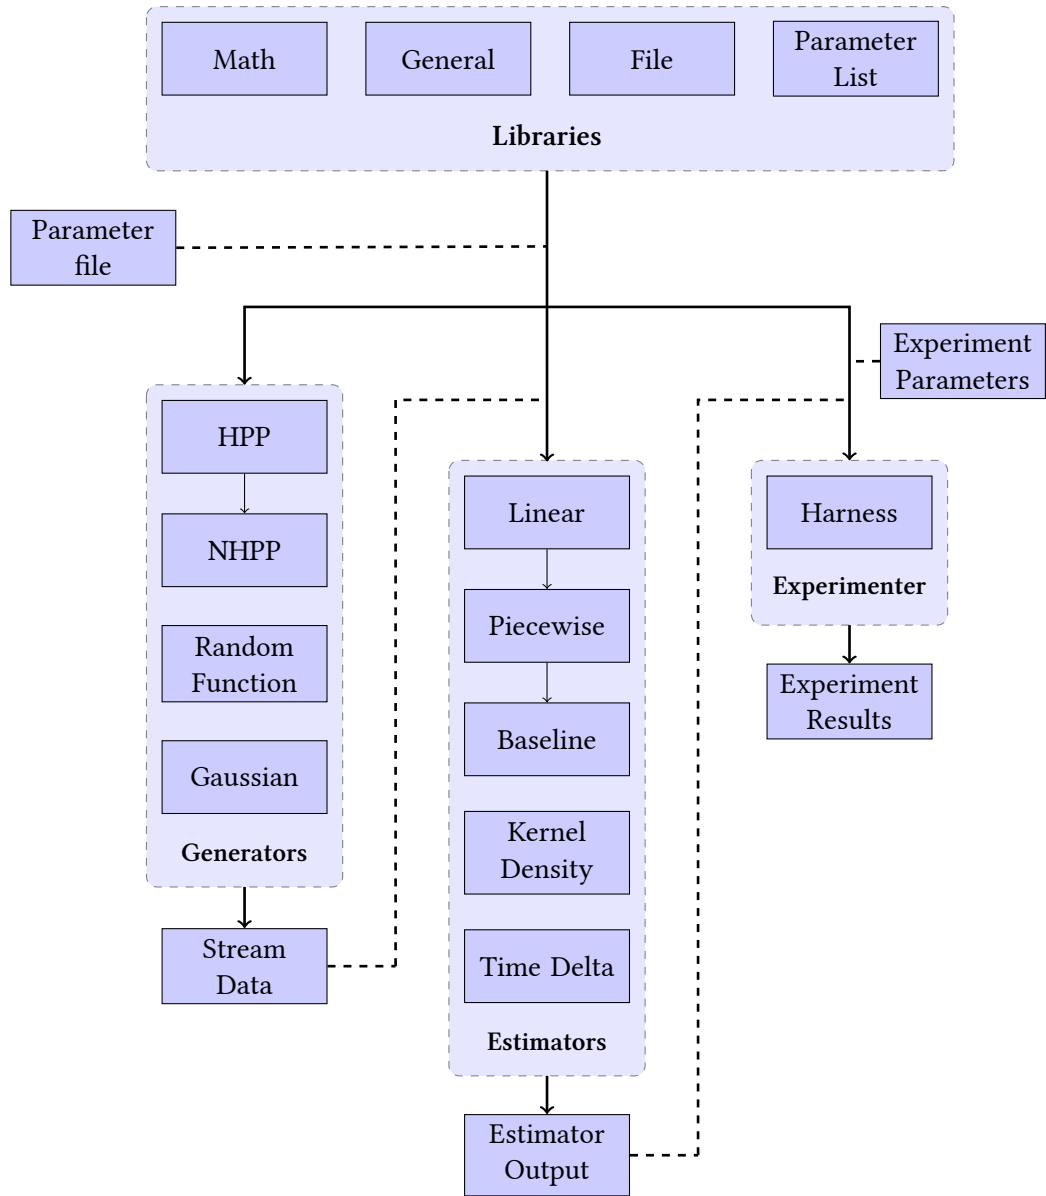 Math
General
File
Parameter
List
Libraries
Parameter
file
Experiment
Parameters
HPP
NHPP
Random
Function
Gaussian
Generators
Stream
Data
Linear
Piecewise
Baseline
Kernel
Density
Time Delta
Estimators
Estimator
Output
Harness
Experimenter
Experiment
Results